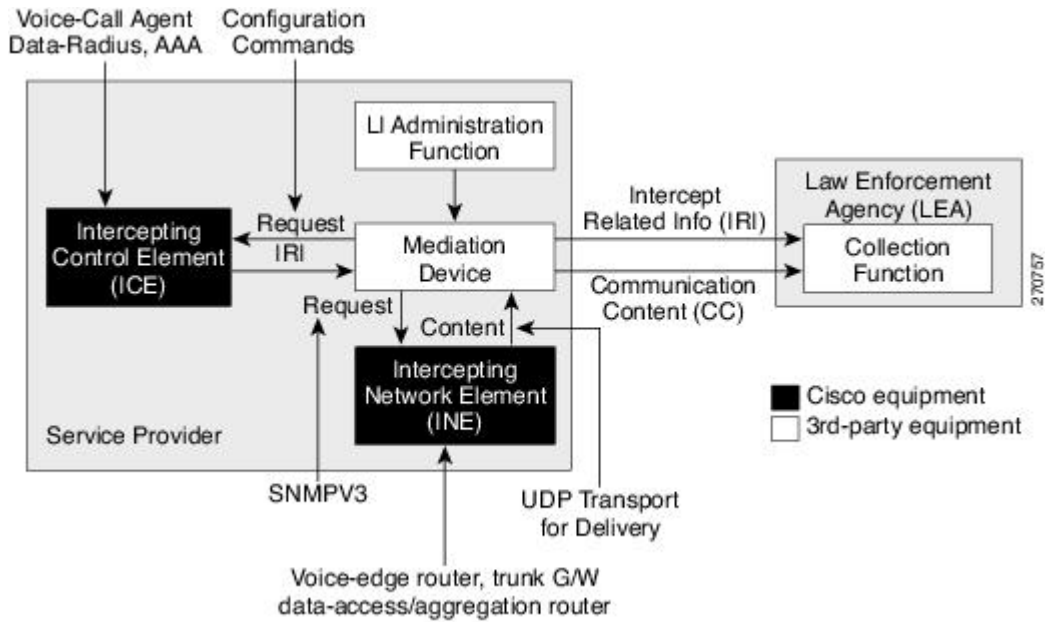 Voice-Call Agent
Data-Radius, AAA
Configuration
Commands
LI Administration
Function
Intercepting
Control Element
(ICE)
Request
IRI
Mediation
Device
Intercept
Related Info (IRI)
Communication
Content (CC)
Law Enforcement
Agency (LEA)
Collection
Function
270757
Request
Content
Intercepting
Network Element
(INE)
Service Provider
Cisco equipment
3rd-party equipment
SNMPV3
UDP Transport
for Delivery
Voice-edge router, trunk G/W
data-access/aggregation router